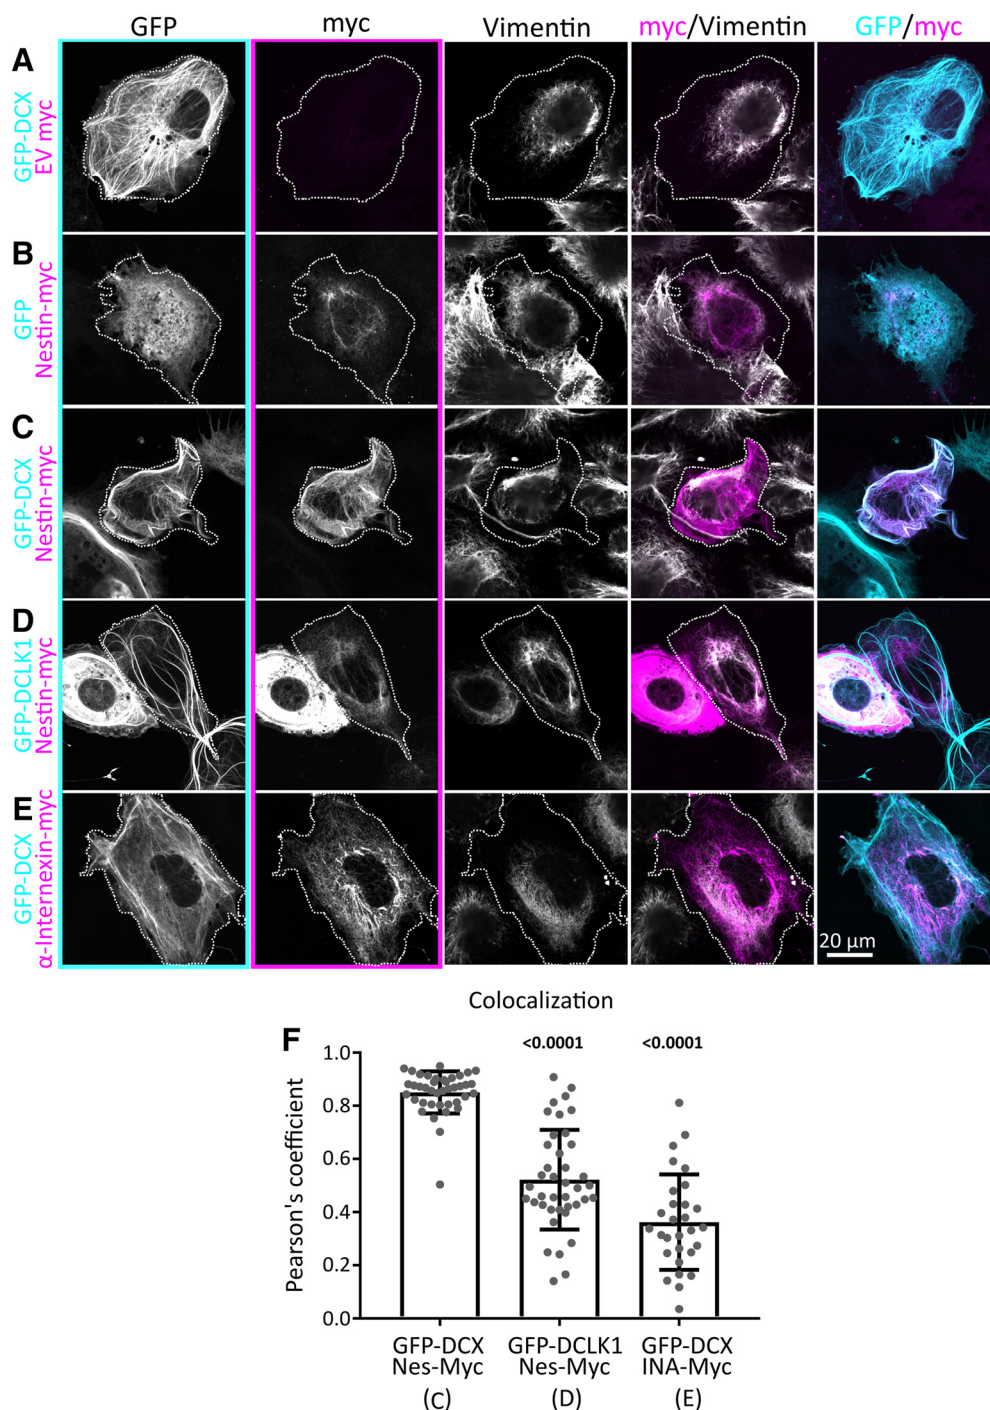 GFP myc Vimentin myc/Vimentin GFP/myc
A
GFP-DCX
EV myc
B
GFP
Nestin-myc
C
GFP-DCX
Nestin-myc
D
GFP-DCLK1
Nestin-myc
E
GFP-DCX
α-Internexin-myc
20 µm
Colocalization
F
<0.0001 <0.0001
Pearson's coefficient
1.0
0.8
0.6
0.4
0.2
0.0
GFP-DCX GFP-DCLK1 GFP-DCX
Nes-Myc Nes-Myc INA-Myc
(C) (D) (E)